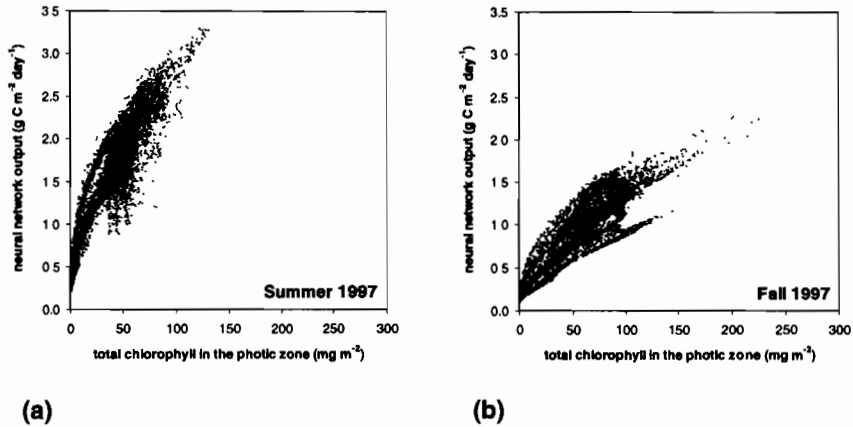 (a)
neural network output (g C m⁻² day⁻¹)
3.5
3.0
2.5
2.0
1.5
1.0
0 5
0.0
Summer 1997
0 50 100 150 200 250 300
total chlorophyll in the photic zone (mg m⁻²)
(b)
neural network output (g C m⁻² day⁻¹)
3.5
3.0
2.5
2 0
1.5
1.0
0 5
0.0
Fall 1997
0 50 100 150 200 250 300
total chlorophyll in the photic zone (mg m⁻²)
(a)
(b)